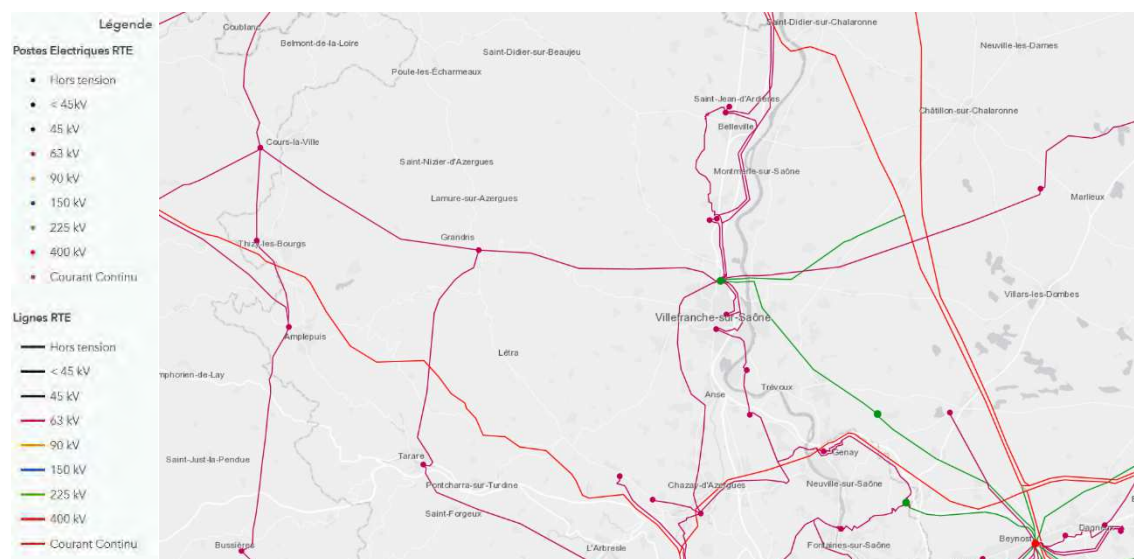 Légende
Postes Electriques RTE
Hors tension
< 45kV
45 kV
63 kV
90 kV
150 kV
225 kV
400 kV
Courant Continu
Lignes RTE
Hors tension
< 45 kV
45 kV
63 kV
90 kV
150 kV
225 kV
400 kV
Courant Continu
Coublanc
Belmont-de-la-Loire
Saint-Didier-sur-Beaujeu
Poule-les-Écharmeaux
Saint-Didier-sur-Chalaronne
Neuville-les-Dames
Saint-Jean-d'Ardières
Belleville
Châtillon-sur-Chalaronne
Cours-la-Ville
Saint-Nizier-d'Azergues
Montmerle-sur-Saône
Lamure-sur-Azergues
Marlieux
Thizy-les-Bourgs
Grandris
Villars-les-Dombes
Villefranche-sur-Saône
Amplepuis
Létra
mphorien-de-Lay
Anse
Trévoux
Saint-Just-la-Pendue
Tarare
Genay
Pontcharra-sur-Turdine
Chazay-d'Azergues
Neuville-sur-Saône
Saint-Forgeux
Bussières
L'Arbresle
Fontaines-sur-Saône
Beynost
Dagneux